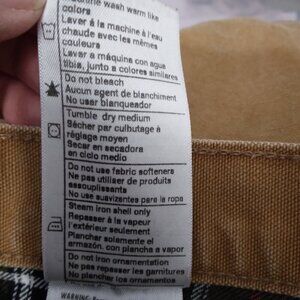 machine wash warm like
colors
Laver à la machine à l'eau
chaude avec les mêmes
couleurs
Lavar a máquina con agua
tibia, junto a colores similares
Do not bleach
Aucun agent de blanchiment
No usar blanqueador
Tumble dry medium
Sécher par culbutage à
réglage moyen
Secar en secadora
en ciclo medio
Do not use fabric softeners
Ne pas utiliser de produits
assouplissants
No use suavizantes para la ropa
Steam iron shell only
Repasser à la vapeur
l'extérieur seulement
Planchar solamente el
armazón, con plancha a vapor
Do not iron ornamentation
Ne pas repasser les garnitures
No planchar los ornamentos
WARNING